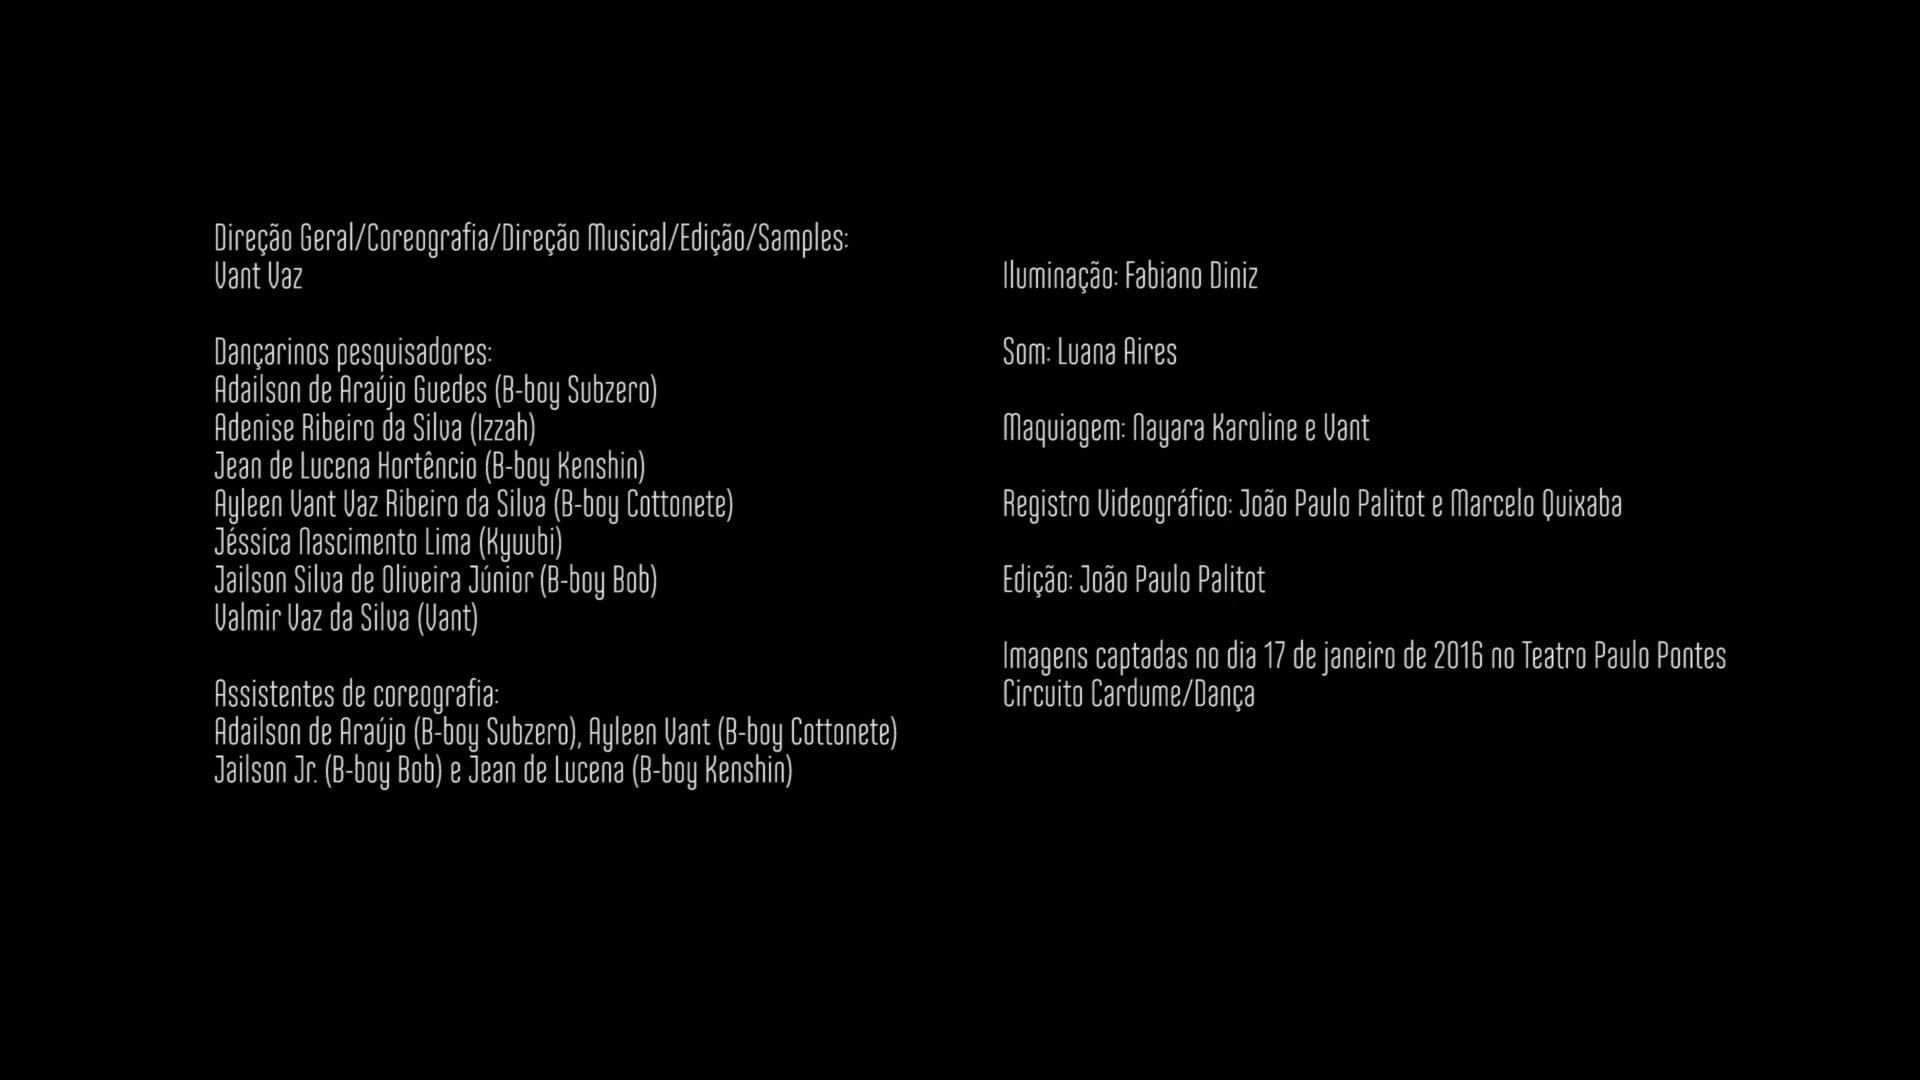 Direção Geral/Coreografia/Direção Musical/Edição/Samples:
Vant Vaz
Dançarinos pesquisadores:
Adailson de Araújo Guedes (B-boy Subzero)
Adenise Ribeiro da Silva (Izzah)
Jean de Lucena Hortêncio (B-boy Kenshin)
Ayleen Vant Vaz Ribeiro da Silva (B-boy Cottonete)
Jéssica Nascimento Lima (Kyuubi)
Jailson Silva de Oliveira Júnior (B-boy Bob)
Valmir Vaz da Silva (Vant)
Assistentes de coreografia:
Adailson de Araújo (B-boy Subzero), Ayleen Vant (B-boy Cottonete)
Jailson Jr. (B-boy Bob) e Jean de Lucena (B-boy Kenshin)
Iluminação: Fabiano Diniz
Som: Luana Aires
Maquiagem: Nayara Karoline e Vant
Registro Videográfico: João Paulo Palitot e Marcelo Quixaba
Edição: João Paulo Palitot
Imagens captadas no dia 17 de janeiro de 2016 no Teatro Paulo Pontes
Circuito Cardume/Dança